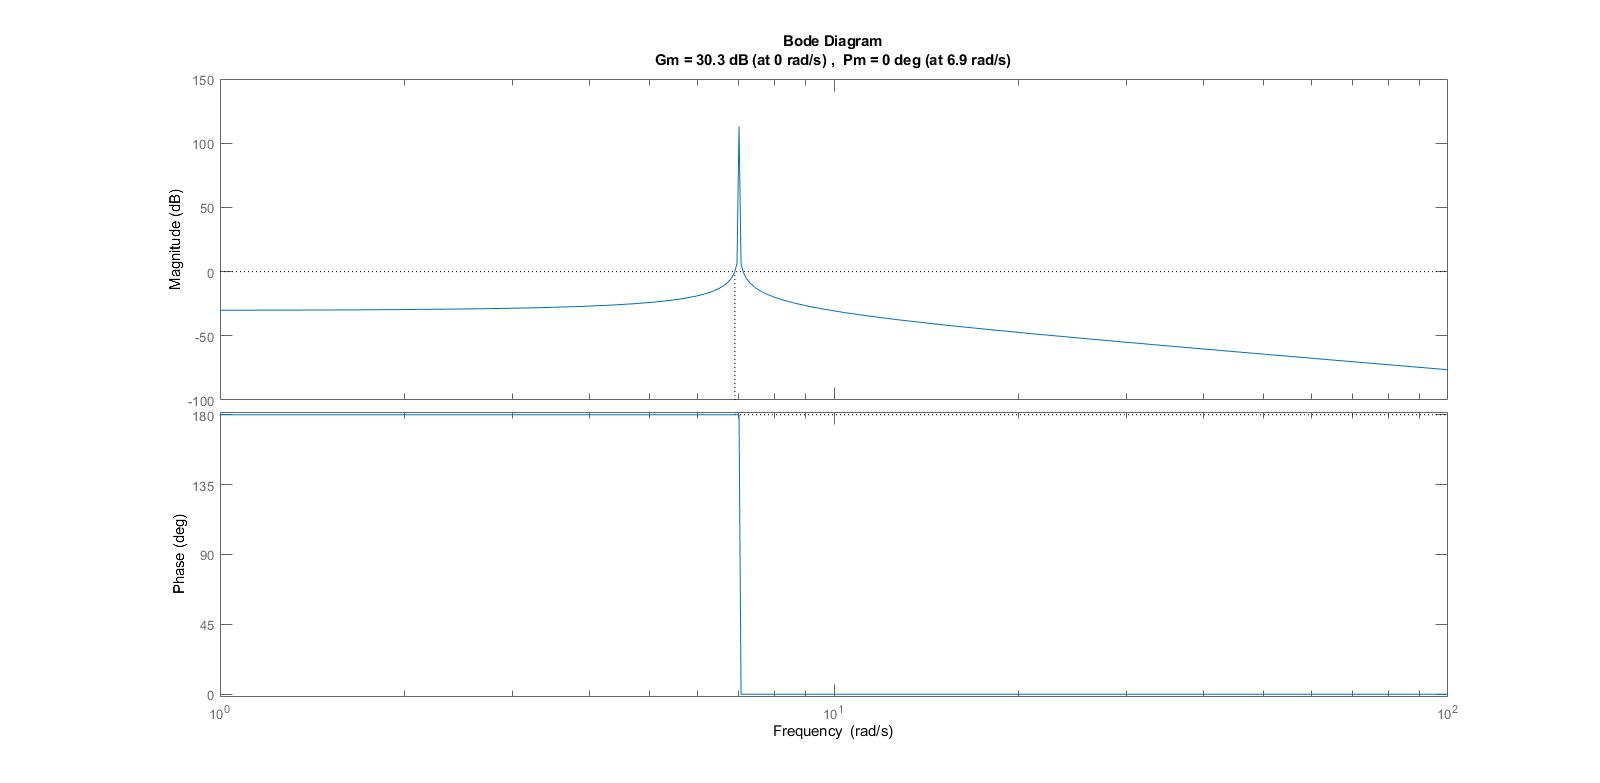 Bode Diagram
Gm = 30.3 dB (at 0 rad/s) ,  Pm = 0 deg (at 6.9 rad/s)
150
100
50
0
-50
-100
Magnitude (dB)
180
135
90
45
0
Phase (deg)
10^0
10^1
10^2
Frequency  (rad/s)